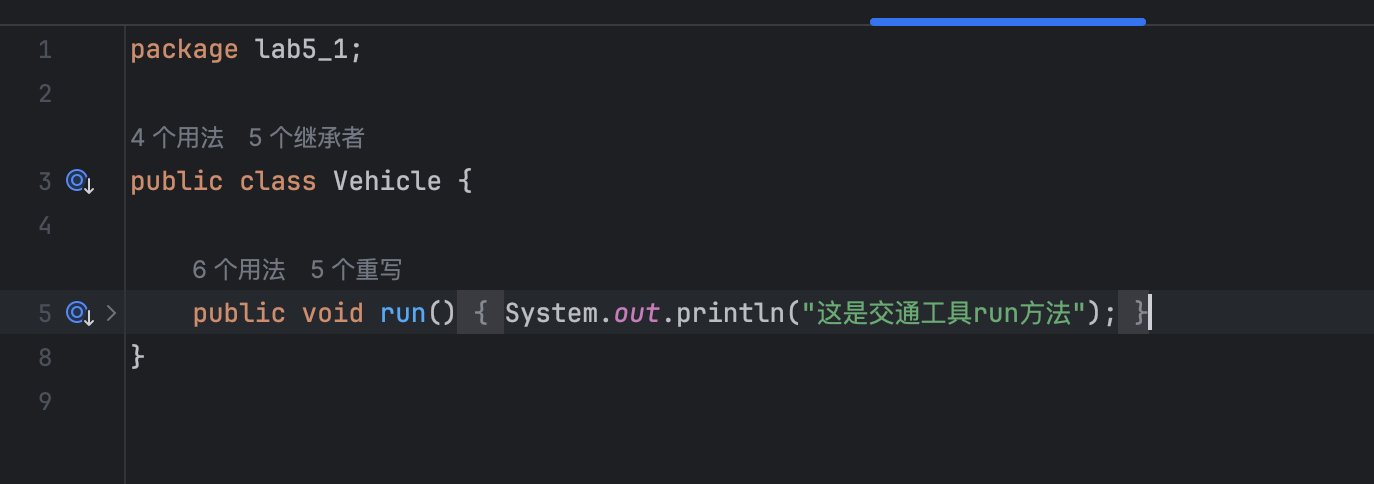 1 package lab5_1;
2
4 个用法 5 个继承者
3 public class Vehicle {
4
6 个用法 5 个重写
5 public void run() { System.out.println("这是交通工具run方法"); }
8 }
9